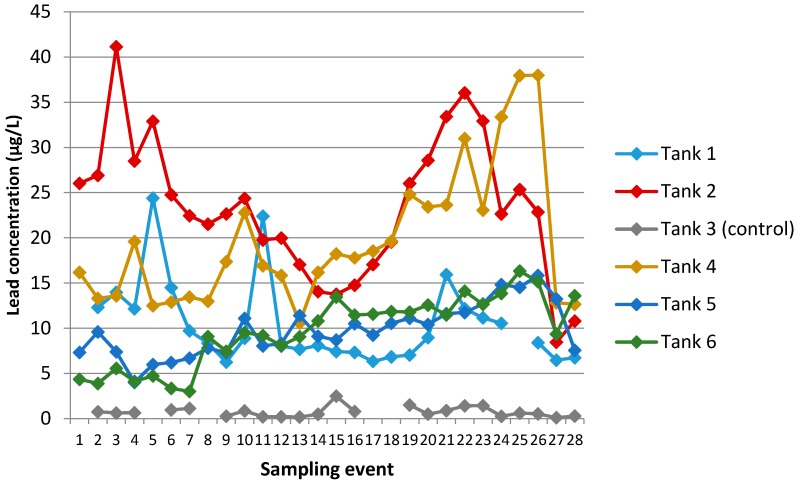 45
40
35
30
25
20
15
10
5
0
Lead concentration (µg/L)
1 2 3 4 5 6 7 8 9 10 11 12 13 14 15 16 17 18 19 20 21 22 23 24 25 26 27 28
Sampling event
Tank 1
Tank 2
Tank 3 (control)
Tank 4
Tank 5
Tank 6